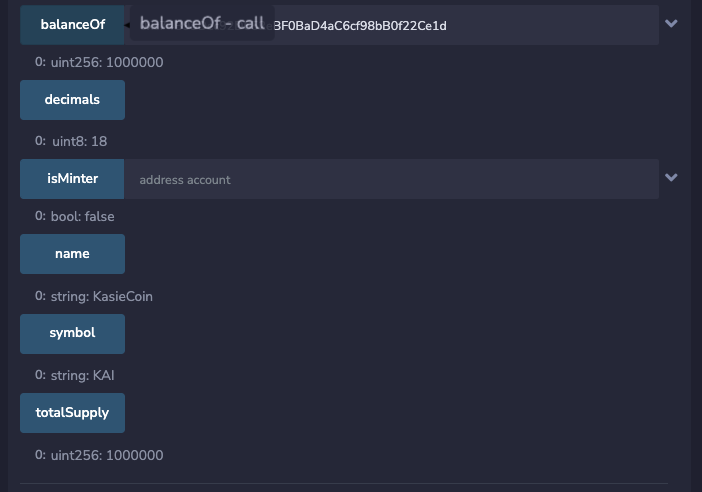 balanceOf balanceOf - call BF0BaD4aC6cf98bB0f22Ce1d
0: uint256: 1000000
decimals
0: uint8: 18
isMinter address account
0: bool: false
name
0: string: KasieCoin
symbol
0: string: KAI
totalSupply
0: uint256: 1000000